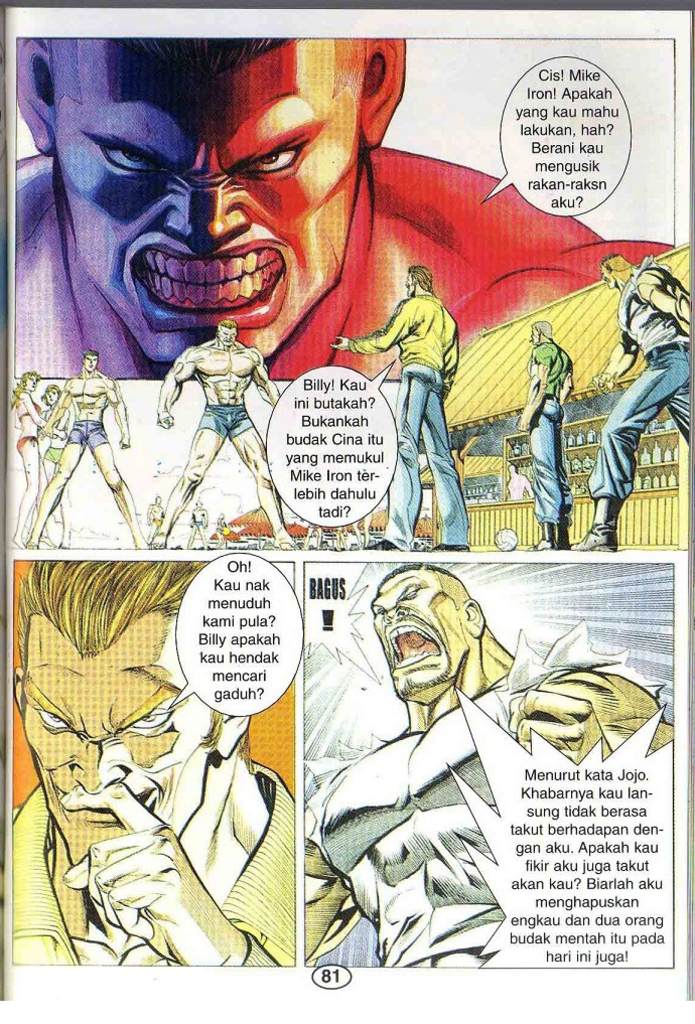 Cis! Mike
Iron! Apakah
yang kau mahu
lakukan, hah?
Berani kau
mengusik
rakan-raksn
aku?
Billy! Kau
ini butakah?
Bukankah
budak Cina itu
yang memukul
Mike Iron ter-
lebih dahulu
tadi?
Oh!
Kau nak
menuduh
kami pula?
Billy apakah
kau hendak
mencari
gaduh?
BAGUS
!!
Menurut kata Jojo.
Khabarnya kau lan-
sung tidak berasa
takut berhadapan den-
gan aku. Apakah kau
fikir aku juga takut
akan kau? Biarlah aku
menghapuskan
engkau dan dua orang
budak mentah itu pada
hari ini juga!
81